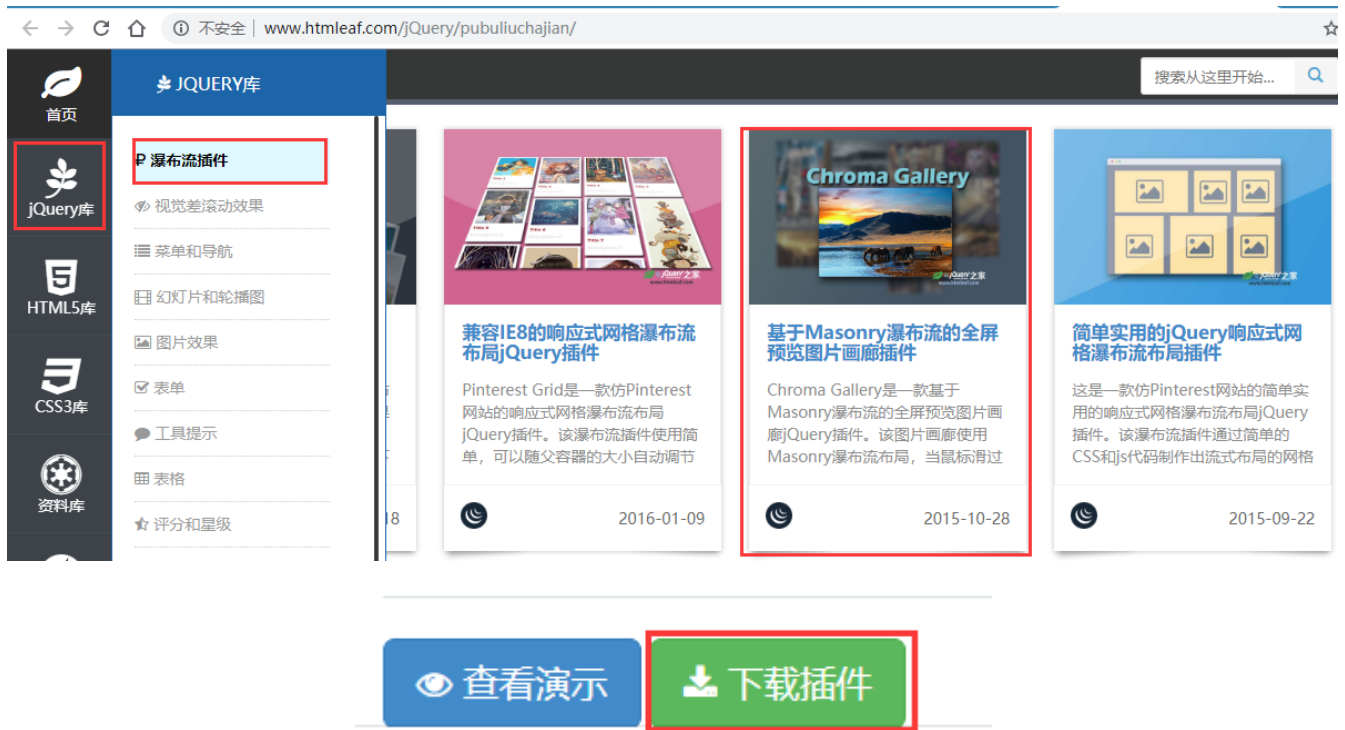 不安全 | www.htmleaf.com/jQuery/pubuliuchajian/
首页
jQuery库
HTML5库
CSS3库
资料库
JQUERY库
瀑布流插件
视觉差滚动效果
菜单和导航
幻灯片和轮播图
图片效果
表单
工具提示
表格
评分和星级
搜索从这里开始...
18
兼容IE8的响应式网格瀑布流
布局jQuery插件
Pinterest Grid是一款仿Pinterest
网站的响应式网格瀑布流布局
jQuery插件。该瀑布流插件使用简
单，可以随父容器的大小自动调节
2016-01-09
Chroma Gallery
jQuery之家
www.htmleaf.com
基于Masonry瀑布流的全屏
预览图片画廊插件
Chroma Gallery是一款基于
Masonry瀑布流的全屏预览图片画
廊jQuery插件。该图片画廊使用
Masonry瀑布流布局，当鼠标滑过
2015-10-28
简单实用的jQuery响应式网
格瀑布流布局插件
这是一款仿Pinterest网站的简单实
用的响应式网格瀑布流布局jQuery
插件。该瀑布流插件通过简单的
CSS和js代码制作出流式布局的网格
2015-09-22
查看演示
下载插件